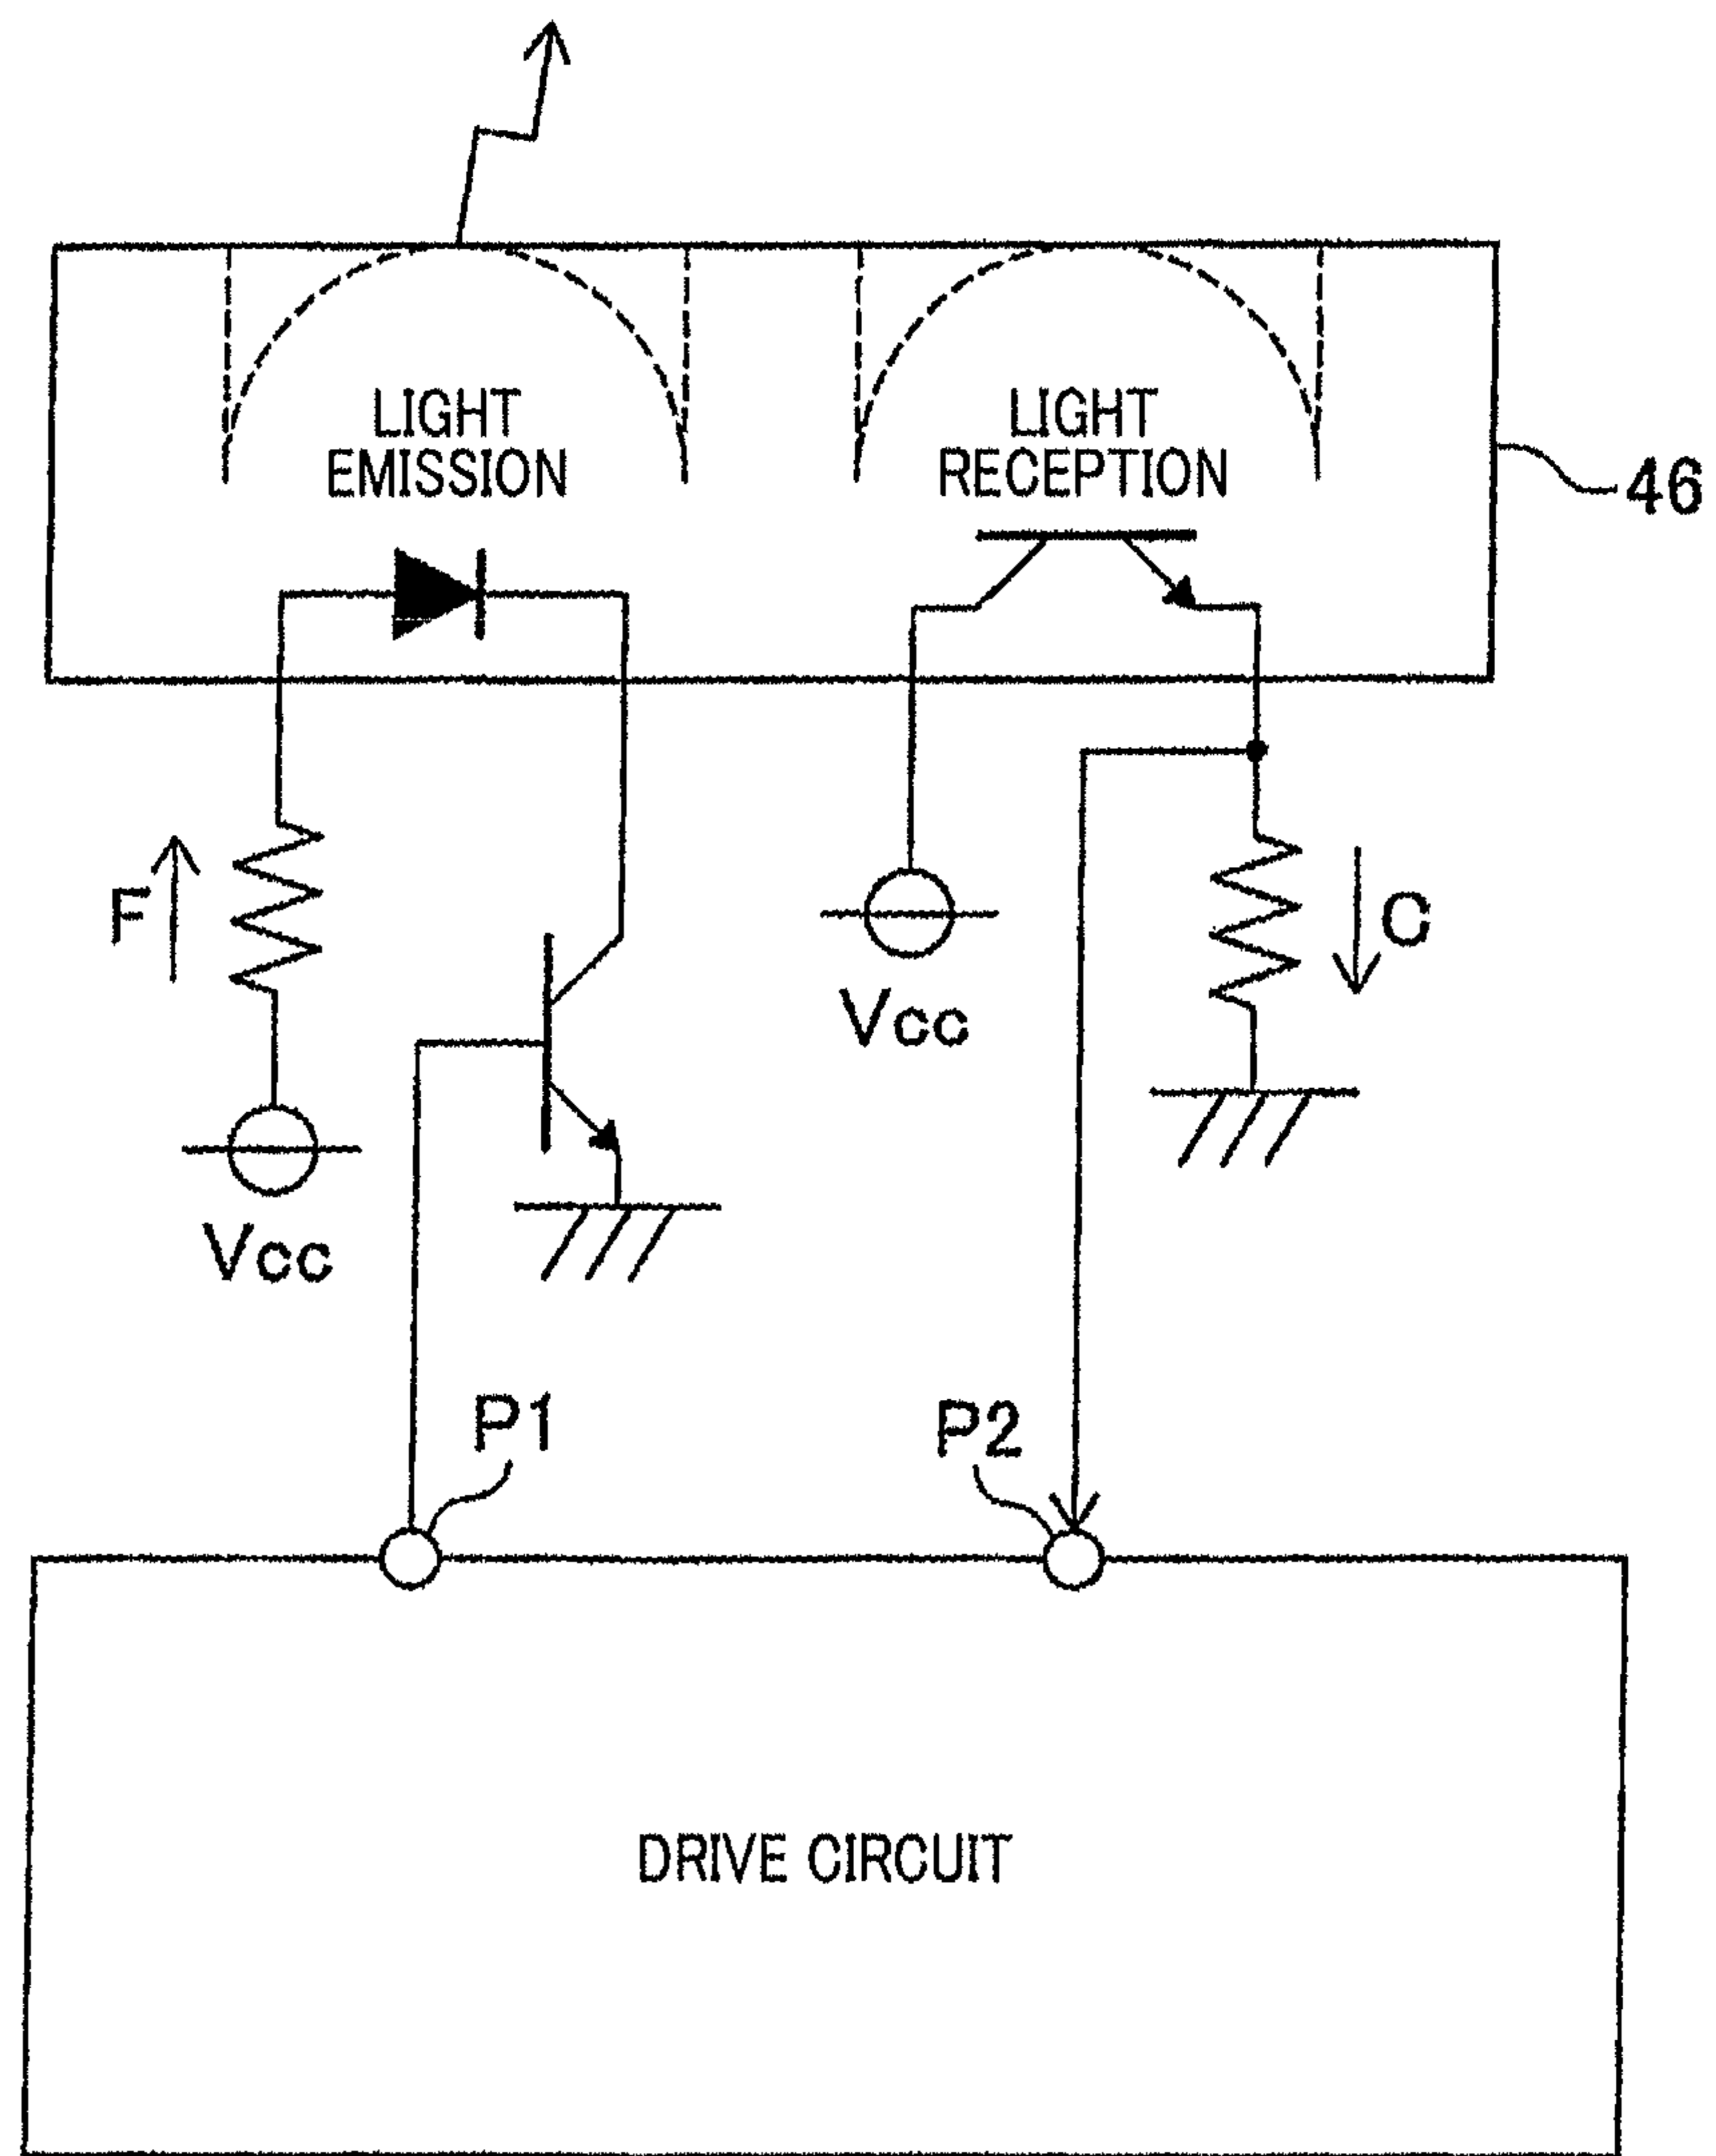 LIGHT
EMISSION
LIGHT
RECEPTION
46
F
C
Vcc
Vcc
P1
P2
DRIVE CIRCUIT